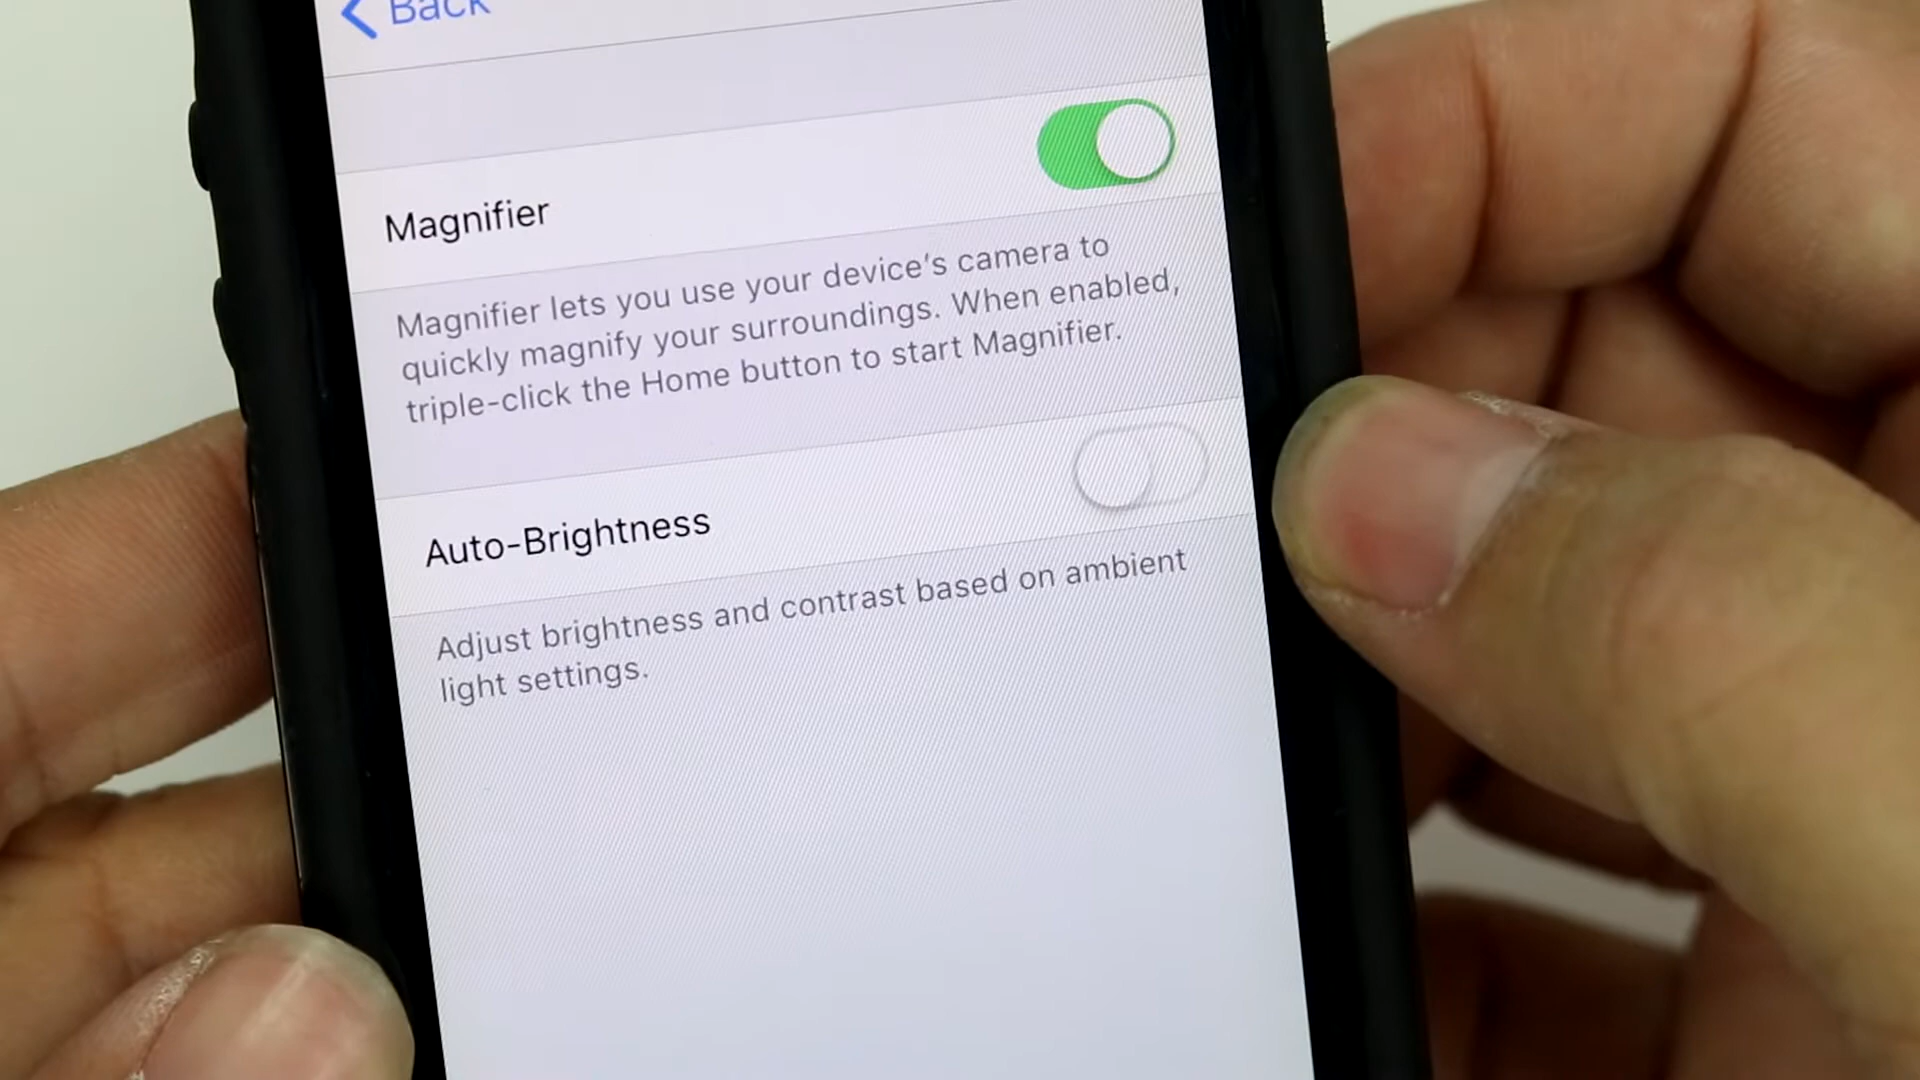 Back
Magnifier
Magnifier lets you use your device's camera to
quickly magnify your surroundings. When enabled,
triple-click the Home button to start Magnifier.
Auto-Brightness
Adjust brightness and contrast based on ambient
light settings.